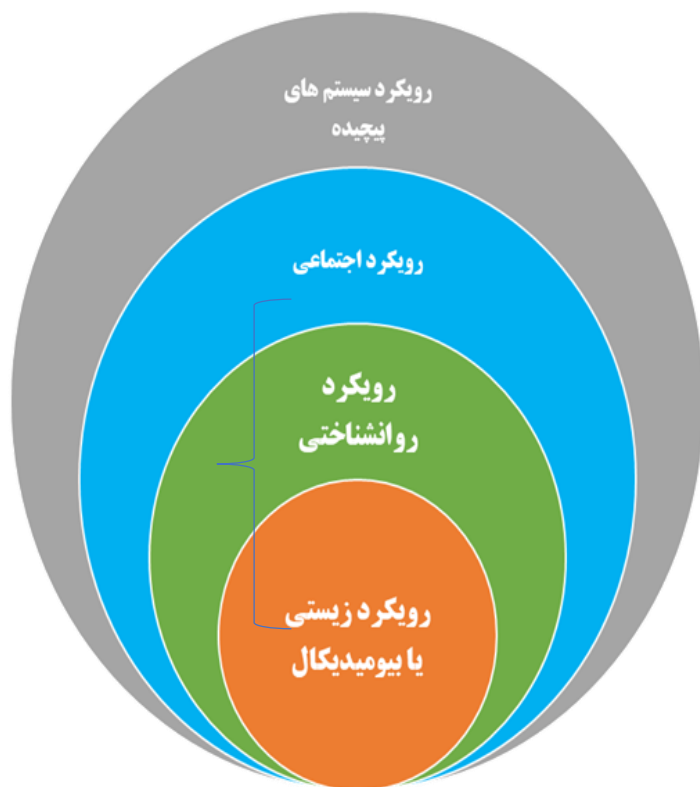 رویکرد سیستم های
پیچیده
رویکرد اجتماعی
رویکرد
روانشناختی
رویکرد زیستی
یا بیومیدیکال